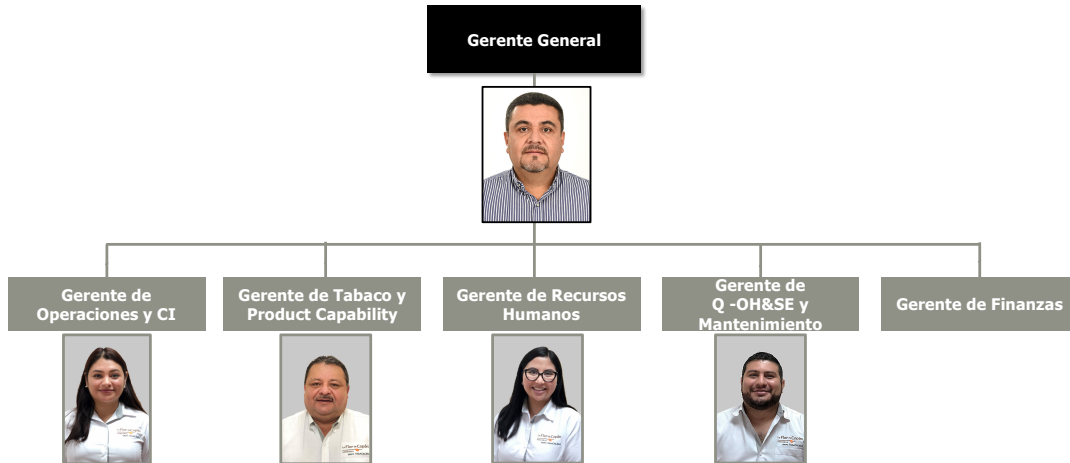 Gerente General
Gerente de
Operaciones y CI
Gerente de Tabaco y
Product Capability
Gerente de Recursos
Humanos
Gerente de
Q -OH&SE y
Mantenimiento
Gerente de Finanzas